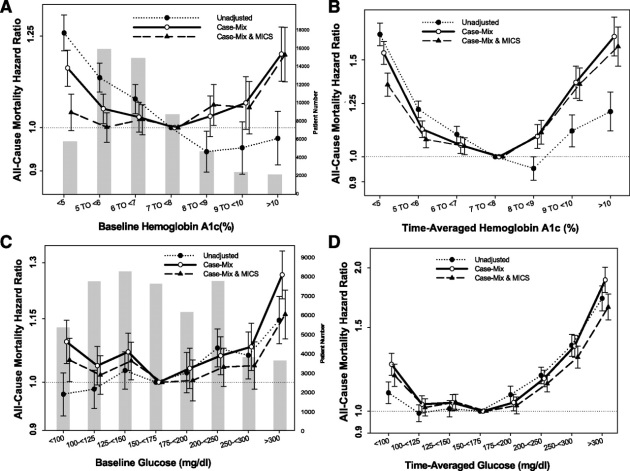 A
All-Cause Mortality Hazard Ratio
1.25
1.0
0.9
Unadjusted
Case-Mix
Case-Mix & MICS
18000
16000
14000
12000
10000
8000
6000
4000
2000
0
Patient Number
<5
5 TO <6
6 TO <7
7 TO <8
8 TO <9
9 TO <10
>10
Baseline Hemoglobin A1c(%)
B
All-Cause Mortality Hazard Ratio
1.5
1.25
1.0
0.9
Unadjusted
Case-Mix
Case-Mix & MICS
<5
5 TO <6
6 TO <7
7 TO <8
8 TO <9
9 TO <10
>10
Time-Averaged Hemoglobin A1c (%)
C
All-Cause Mortality Hazard Ratio
1.3
1.15
1.0
0.9
Unadjusted
Case-Mix
Case-Mix & MICS
9000
8000
7000
6000
5000
4000
3000
2000
1000
0
Patient Number
<100
100-<125
125-<150
150-<175
175-<200
200-<250
250-<300
>300
Baseline Glucose (mg/dl)
D
All-Cause Mortality Hazard Ratio
2.0
1.5
1.0
0.9
Unadjusted
Case-Mix
Case-Mix & MICS
<100
100-<125
125-<150
150-<175
175-<200
200-<250
250-<300
>300
Time-Averaged Glucose (mg/dl)